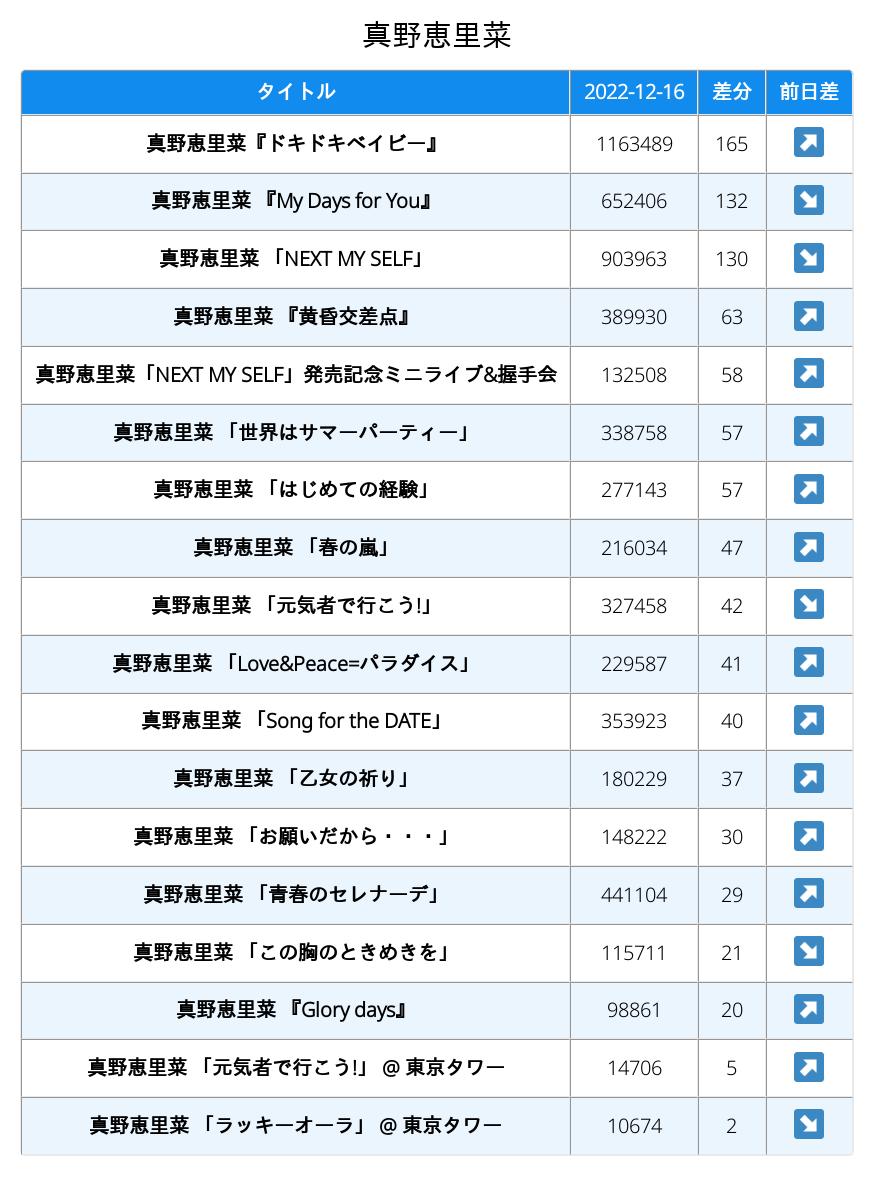 真野恵里菜
タイトル 2022-12-16 差分 前日差
真野恵里菜『ドキドキベイビー』 1163489 165 ↗
真野恵里菜 『My Days for You』 652406 132 ↘
真野恵里菜 「NEXT MY SELF」 903963 130 ↘
真野恵里菜 『黄昏交差点』 389930 63 ↗
真野恵里菜「NEXT MY SELF」発売記念ミニライブ&握手会 132508 58 ↗
真野恵里菜 「世界はサマーパーティー」 338758 57 ↗
真野恵里菜 「はじめての経験」 277143 57 ↗
真野恵里菜 「春の嵐」 216034 47 ↗
真野恵里菜 「元気者で行こう!」 327458 42 ↘
真野恵里菜 「Love&Peace=パラダイス」 229587 41 ↗
真野恵里菜 「Song for the DATE」 353923 40 ↗
真野恵里菜 「乙女の祈り」 180229 37 ↗
真野恵里菜 「お願いだから・・・」 148222 30 ↗
真野恵里菜 「青春のセレナーデ」 441104 29 ↗
真野恵里菜 「この胸のときめきを」 115711 21 ↘
真野恵里菜 『Glory days』 98861 20 ↗
真野恵里菜 「元気者で行こう!」 @ 東京タワー 14706 5 ↗
真野恵里菜 「ラッキーオーラ」 @ 東京タワー 10674 2 ↘